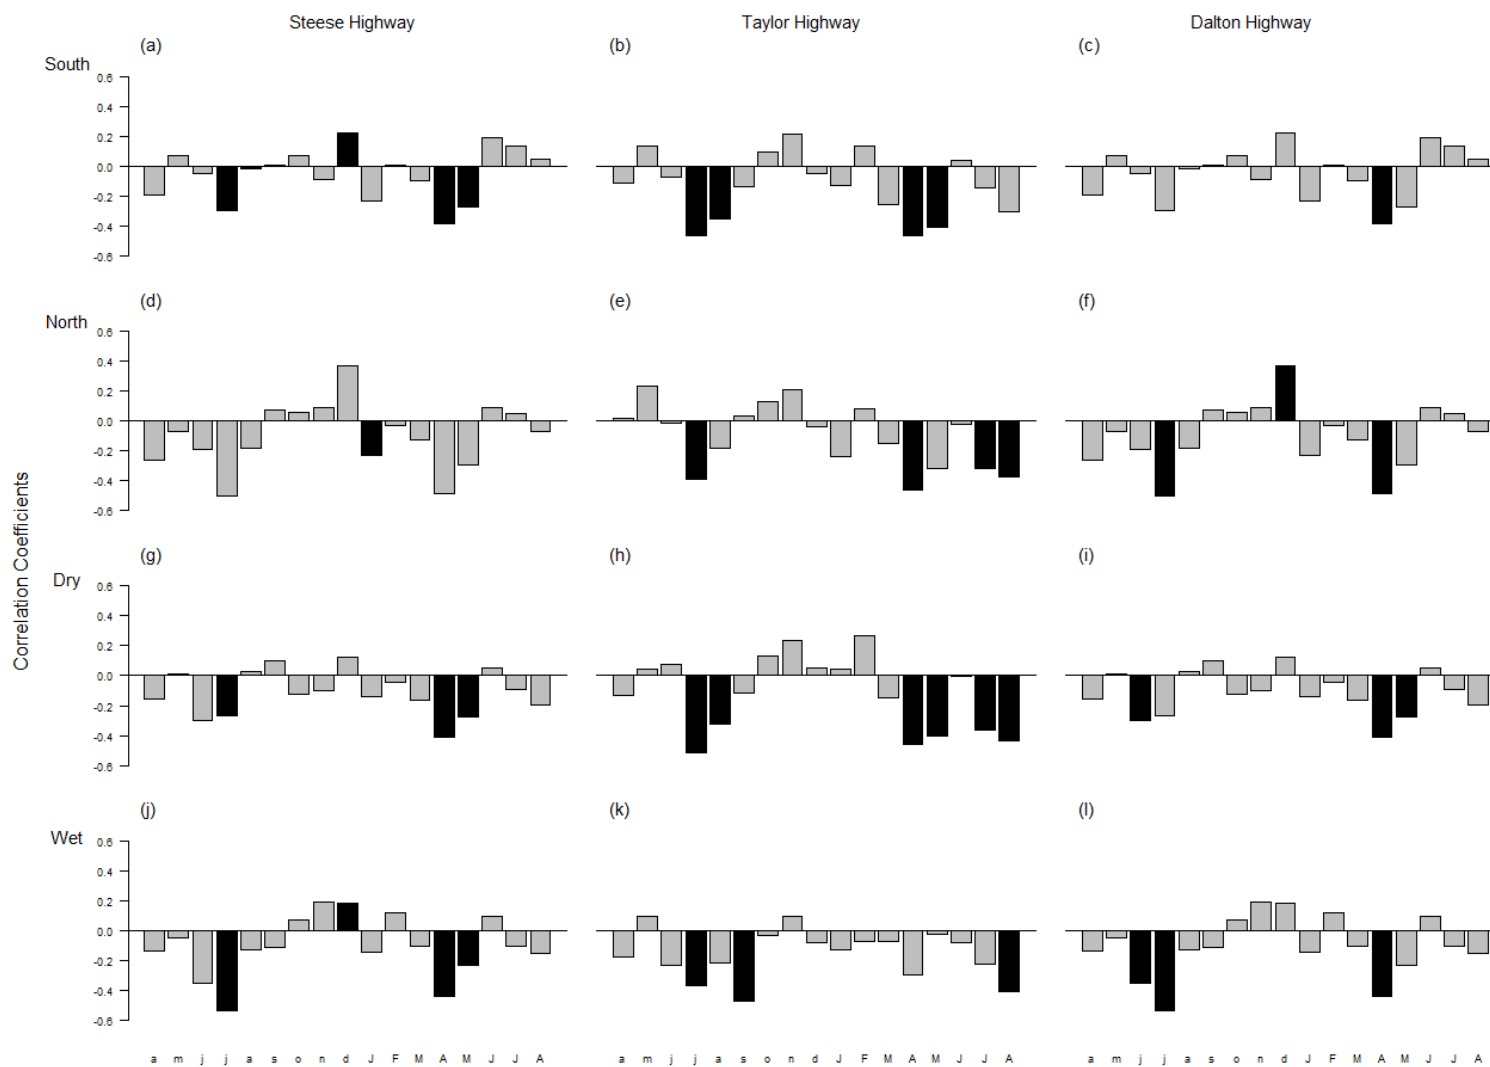 Steese Highway Taylor Highway Dalton Highway
(a) (b) (c)
South
0.6
0.4
0.2
0.0
-0.2
-0.4
-0.6
(d) (e) (f)
North
0.6
0.4
0.2
0.0
-0.2
-0.4
-0.6
Correlation Coefficients
(g) (h) (i)
Dry
0.6
0.4
0.2
0.0
-0.2
-0.4
-0.6
(j) (k) (l)
Wet
0.6
0.4
0.2
0.0
-0.2
-0.4
-0.6
a m j j a s o n d J F M A M J J A a m j j a s o n d J F M A M J J A a m j j a s o n d J F M A M J J A